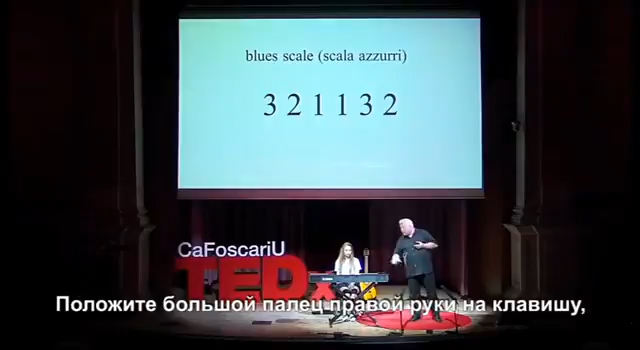 blues scale (scala azzurri)
3 2 1 1 3 2
CaFoscariU
TEDx
Положите большой палец правой руки на клавишу,